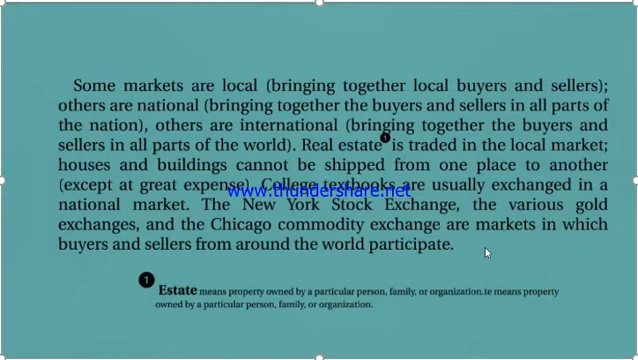 Some markets are local (bringing together local buyers and sellers);
others are national (bringing together the buyers and sellers in all parts of
the nation), others are international (bringing together the buyers and
sellers in all parts of the world). Real estate❶ is traded in the local market;
houses and buildings cannot be shipped from one place to another
(except at great expense). College textbooks are usually exchanged in a
www.thundershare.net
national market. The New York Stock Exchange, the various gold
exchanges, and the Chicago commodity exchange are markets in which
buyers and sellers from around the world participate.
❶ Estate means property owned by a particular person, family, or organization.te means property
owned by a particular person, family, or organization.